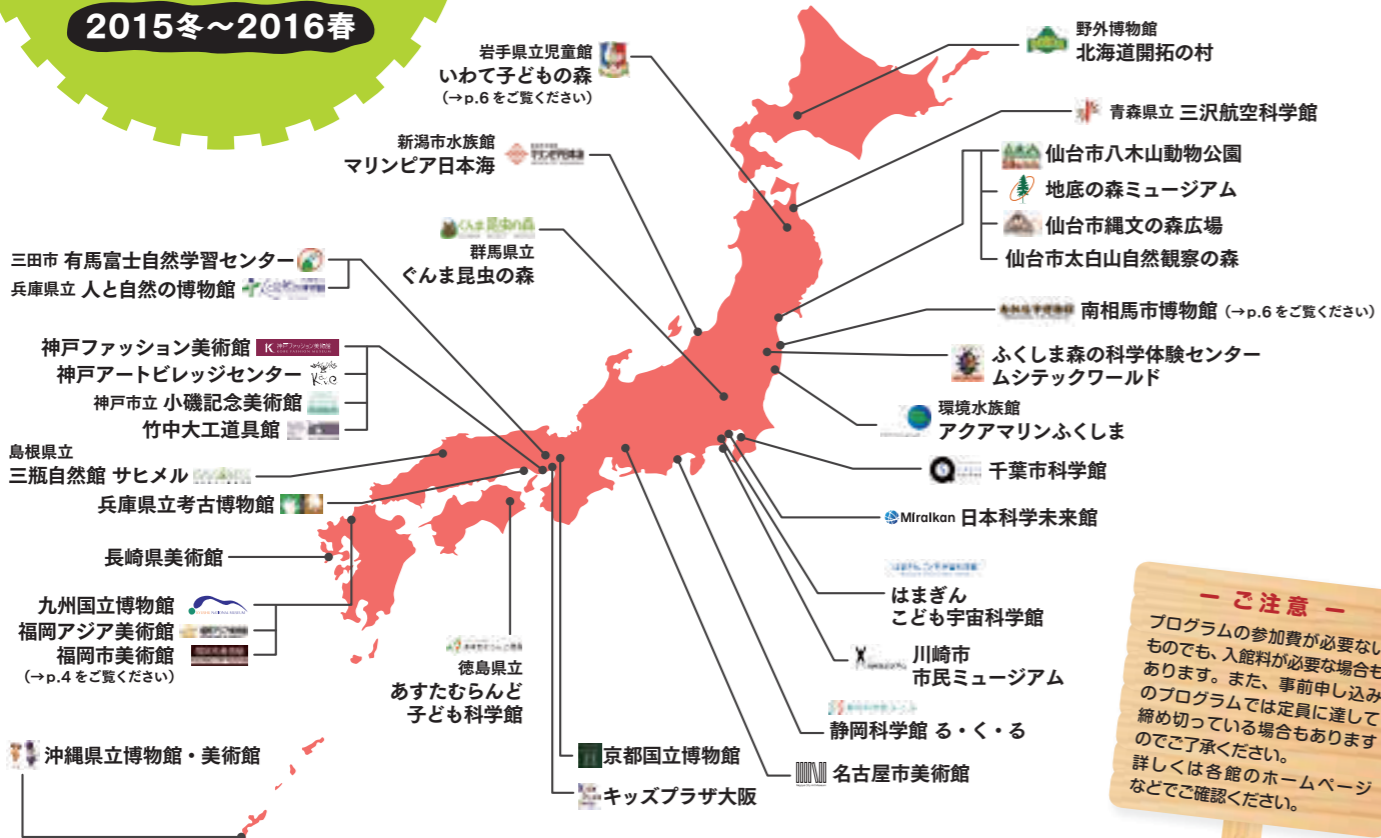 2015冬～2016春
岩手県立児童館
いわて子どもの森
(→p.6 をご覧ください)
新潟市水族館
マリンピア日本海
ぐんま昆虫の森
群馬県立
ぐんま昆虫の森
三田市 有馬富士自然学習センター
兵庫県立 人と自然の博物館
神戸ファッション美術館
K 神戸ファッション美術館
KOBE FASHION MUSEUM
神戸アートビレッジセンター
神戸市立 小磯記念美術館
竹中大工道具館
島根県立
三瓶自然館 サヒメル
兵庫県立考古博物館
長崎県美術館
九州国立博物館
福岡アジア美術館
福岡市美術館
(→p.4 をご覧ください)
沖縄県立博物館・美術館
野外博物館
北海道開拓の村
青森県立 三沢航空科学館
仙台市八木山動物公園
地底の森ミュージアム
仙台市縄文の森広場
仙台市太白山自然観察の森
南相馬市博物館 (→p.6 をご覧ください)
ふくしま森の科学体験センター
ムシテックワールド
環境水族館
アクアマリンふくしま
千葉市科学館
Miraikan 日本科学未来館
はまぎん
こども宇宙科学館
川崎市
市民ミュージアム
静岡科学館 る・く・る
名古屋市美術館
徳島県立
あすたむらんど
子ども科学館
京都国立博物館
キッズプラザ大阪
ー ご注意 ー
プログラムの参加費が必要ない
ものでも、入館料が必要な場合も
あります。また、事前申し込み
のプログラムでは定員に達して
締め切っている場合もあります
のでご了承ください。
詳しくは各館のホームページ
などでご確認ください。